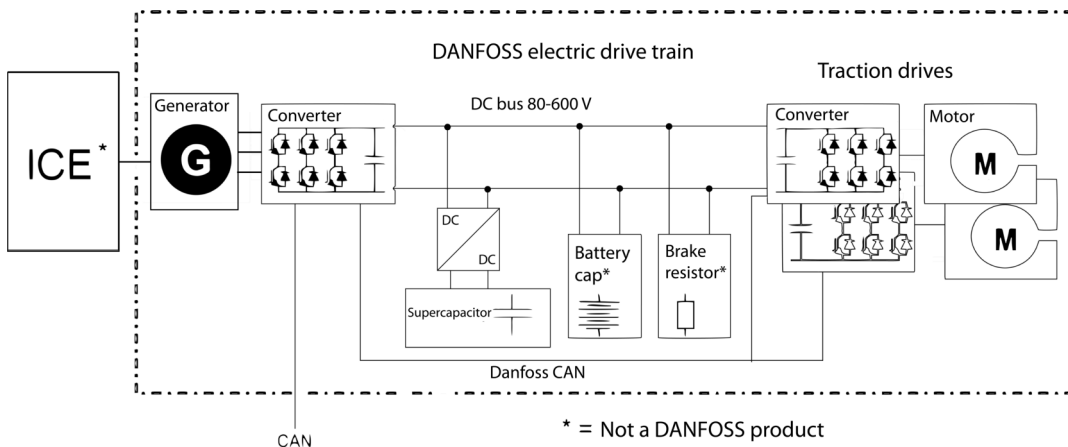 DANFOSS electric drive train
Traction drives
ICE*
Generator
G
Converter
DC bus 80-600 V
Converter
Motor
M
M
DC
DC
Supercapacitor
Battery
cap*
Brake
resistor*
Danfoss CAN
CAN
* = Not a DANFOSS product